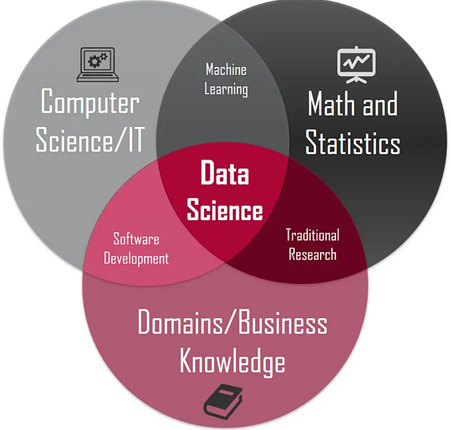 Machine
Learning
Computer
Science/IT
Math and
Statistics
Data
Science
Software
Development
Traditional
Research
Domains/Business
Knowledge